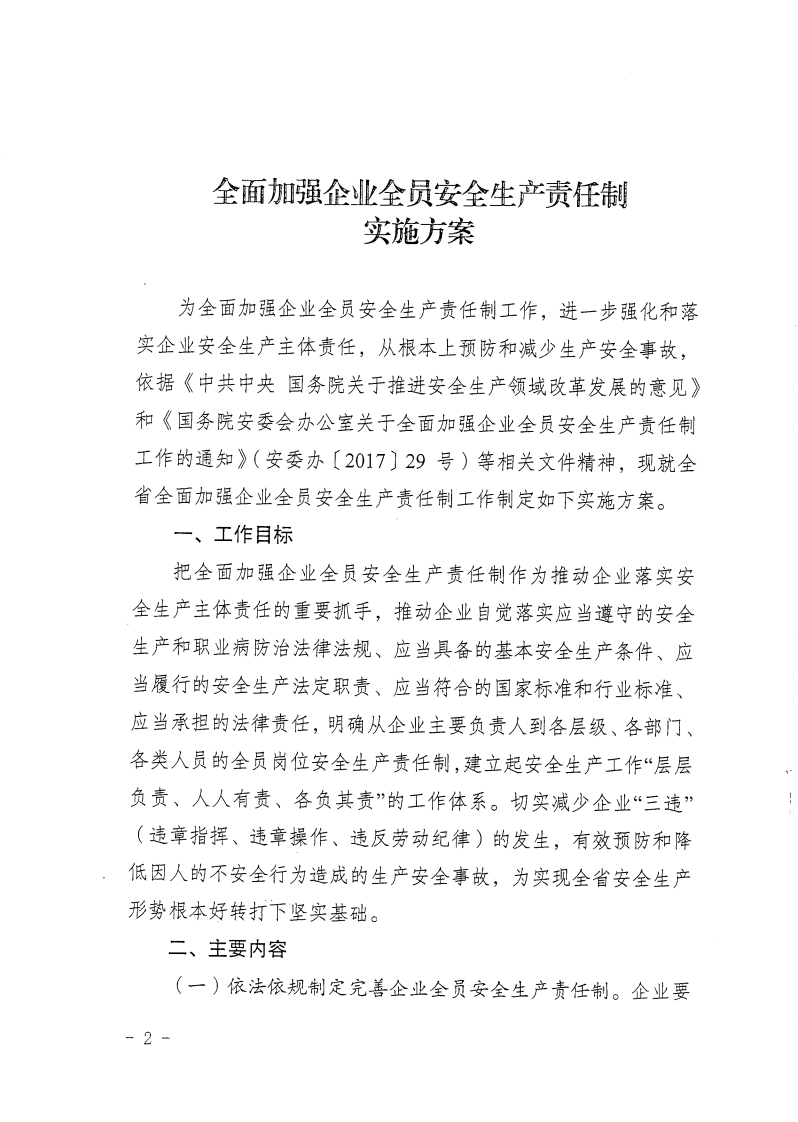 全面加强企业全员安全生产责任制
实施方案
为全面加强企业全员安全生产责任制工作，进一步强化和落
实企业安全生产主体责任，从根本上预防和减少生产安全事故，
依据《中共中央 国务院关于推进安全生产领域改革发展的意见》
和《国务院安委会办公室关于全面加强企业全员安全生产责任制
工作的通知》（安委办〔2017〕29 号）等相关文件精神，现就全
省全面加强企业全员安全生产责任制工作制定如下实施方案。
一、工作目标
把全面加强企业全员安全生产责任制作为推动企业落实安
全生产主体责任的重要抓手，推动企业自觉落实应当遵守的安全
生产和职业病防治法律法规、应当具备的基本安全生产条件、应
当履行的安全生产法定职责、应当符合的国家标准和行业标准、
应当承担的法律责任，明确从企业主要负责人到各层级、各部门、
各类人员的全员岗位安全生产责任制，建立起安全生产工作“层层
负责、人人有责、各负其责”的工作体系。切实减少企业“三违”
（违章指挥、违章操作、违反劳动纪律）的发生，有效预防和降
低因人的不安全行为造成的生产安全事故，为实现全省安全生产
形势根本好转打下坚实基础。
二、主要内容
（一）依法依规制定完善企业全员安全生产责任制。企业要
- 2 -